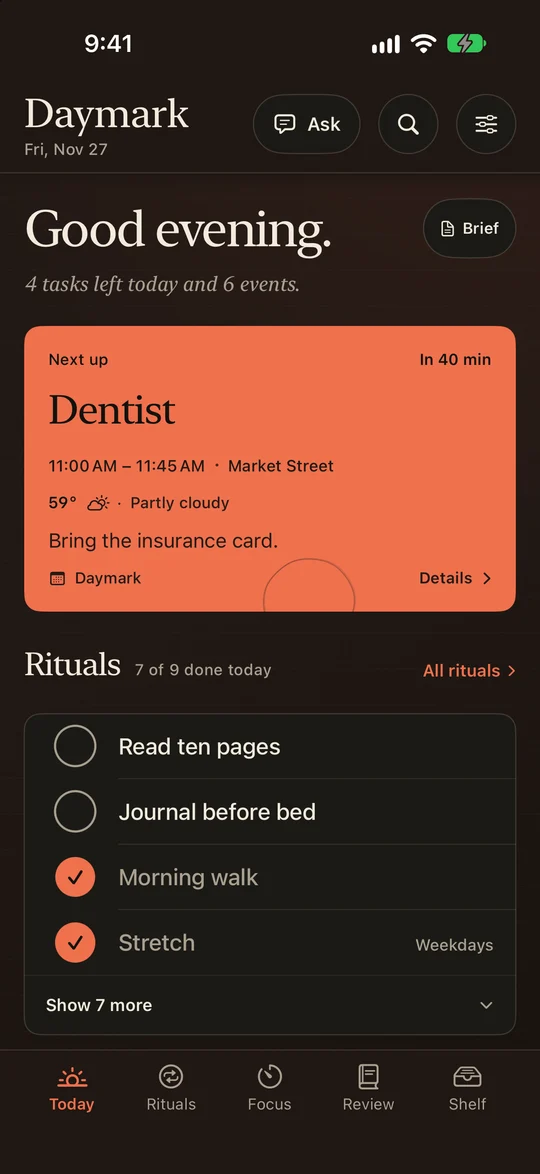 9:41
Daymark
Fri, Nov 27
Ask
Good evening.
Brief
4 tasks left today and 6 events.
Next up
In 40 min
Dentist
11:00 AM – 11:45 AM · Market Street
59° · Partly cloudy
Bring the insurance card.
Daymark
Details
Rituals
7 of 9 done today
All rituals
Read ten pages
Journal before bed
Morning walk
Stretch
Weekdays
Show 7 more
Today
Rituals
Focus
Review
Shelf